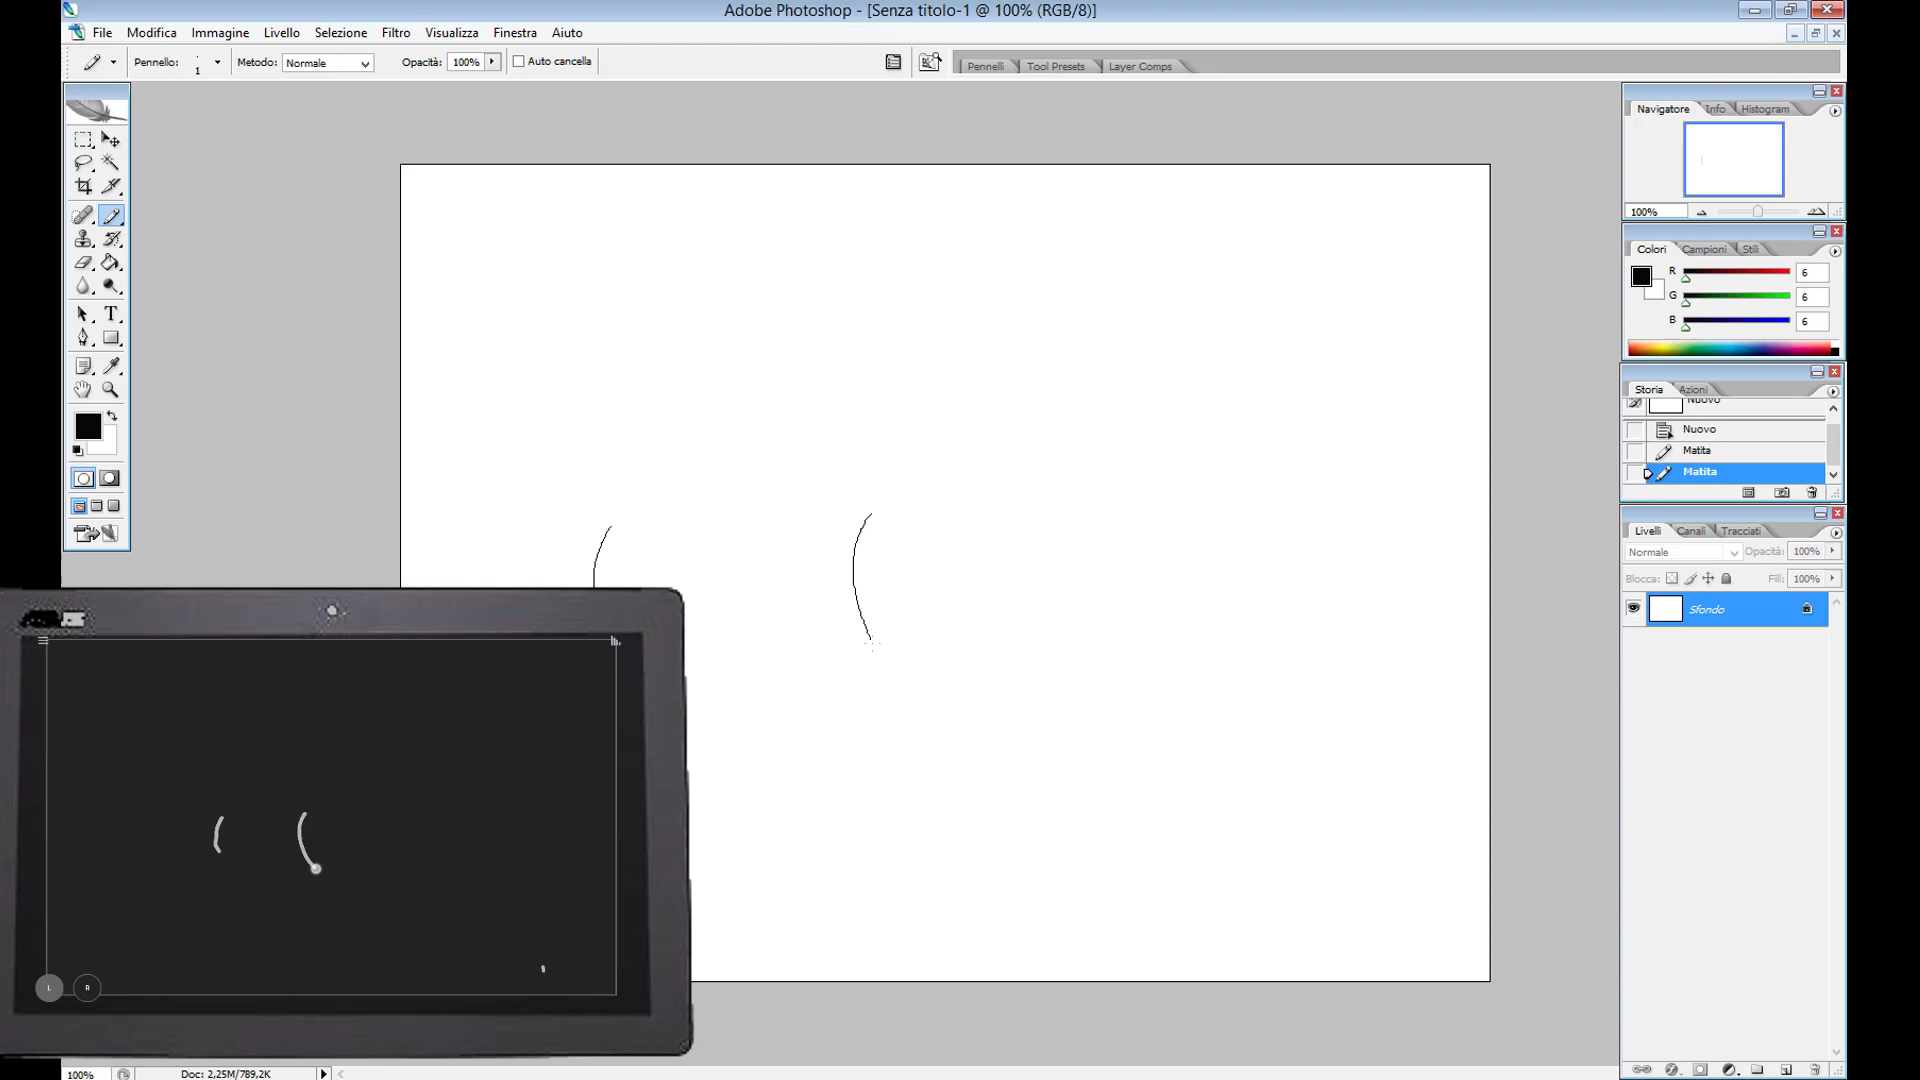 Adobe Photoshop - [Senza titolo-1 @ 100% (RGB/8)]
File Modifica Immagine Livello Selezione Filtro Visualizza Finestra Aiuto
Pennello: 1 Metodo: Normale Opacità: 100% Auto cancella Pennelli Tool Presets Layer Comps
Navigatore Info Histogram
100%
Colori Campioni Stili
R 6
G 6
B 6
Storia Azioni
Nuovo
Nuovo
Matita
Matita
Livelli Canali Tracciati
Normale Opacità: 100%
Blocca: Fill: 100%
Sfondo
L R
100% Doc: 2,25M/789,2K